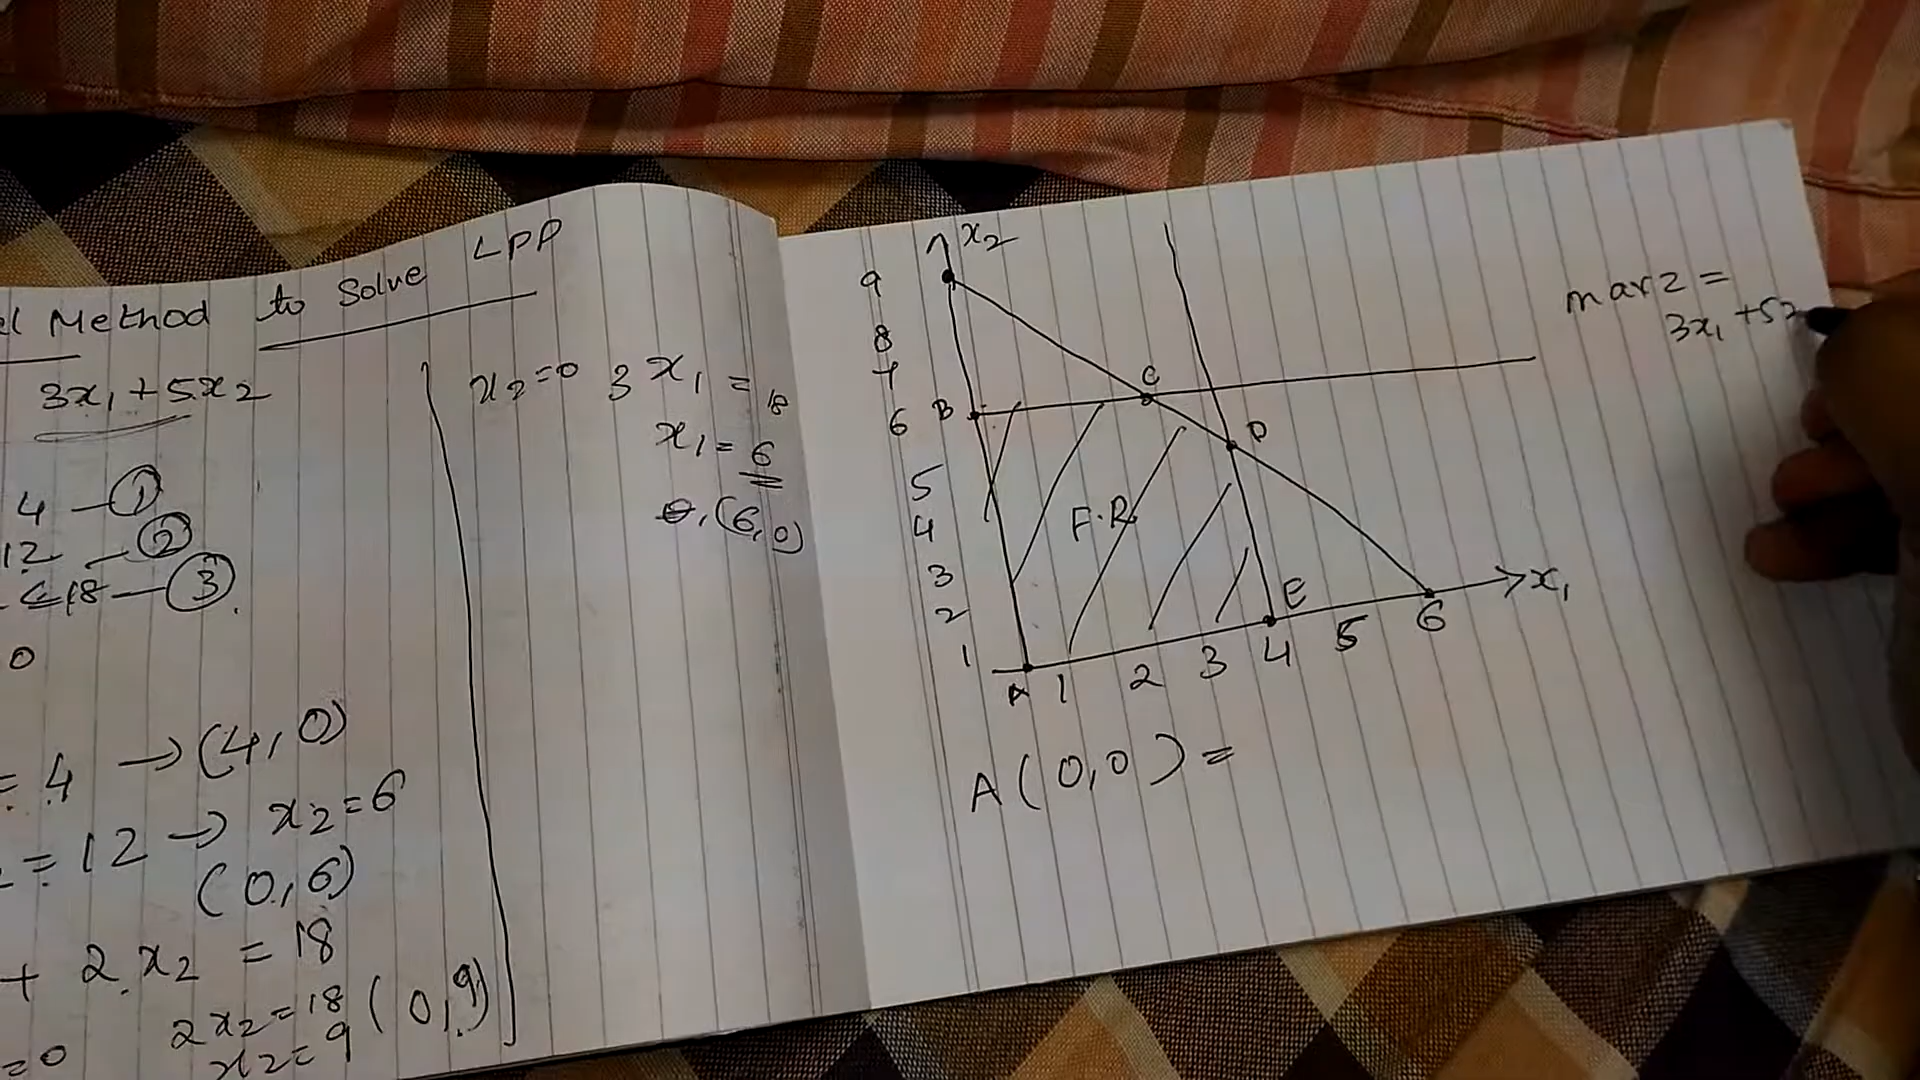 Method to Solve LPP
3x₁+5x₂
4 — ①
12 — ②
≤18 — ③.
0
= 4 → (4,0)
= 12 → x₂=6
(0,6)
+ 2x₂ = 18
2x₂=18
x₂=9 (0,9)
=0
x₂=0 3x₁=18
x₁=6
(6,0)
x₂
9
8
7
6 B
5
4
3
2
1
C
D
F.R
E
x₁
A 1 2 3 4 5 6
A(0,0)=
max z =
3x₁+5